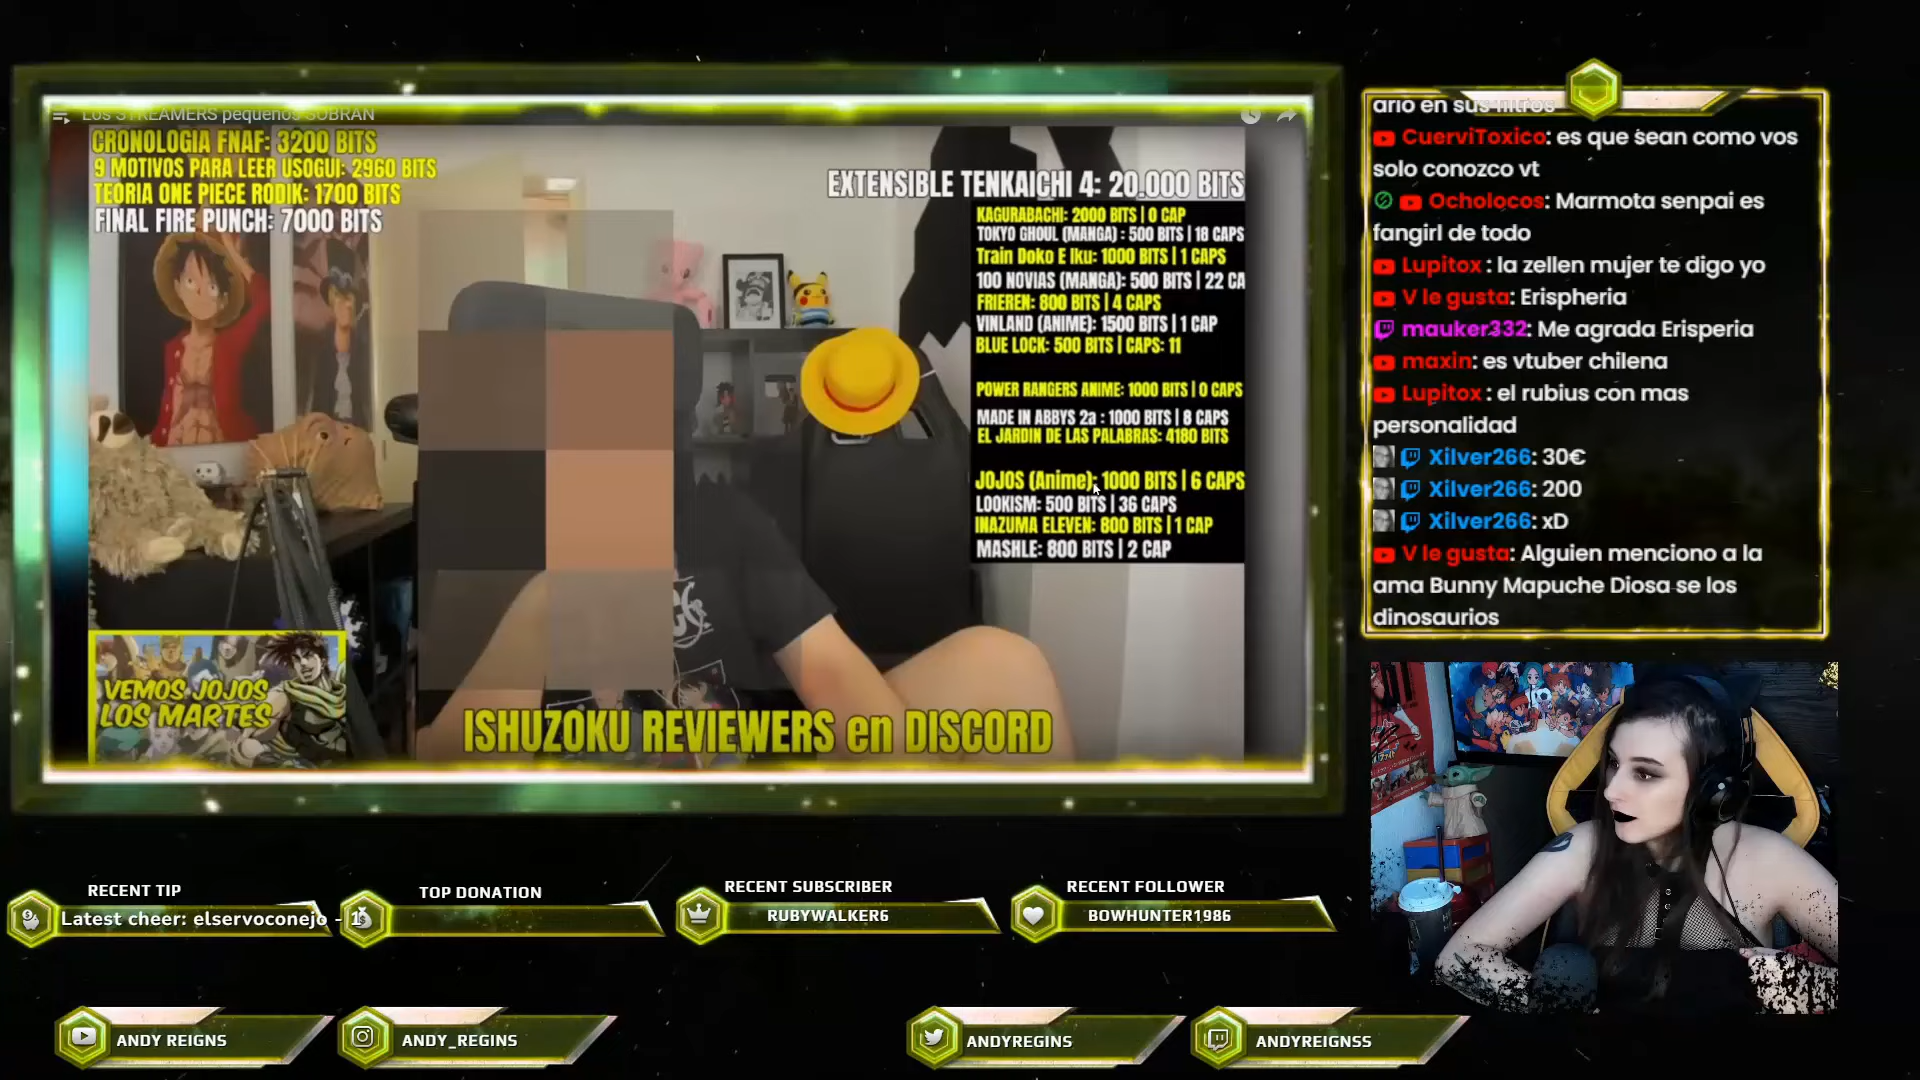 Los STREAMERS pequeños SOBRAN
CRONOLOGIA FNAF: 3200 BITS
9 MOTIVOS PARA LEER USOGUI: 2960 BITS
TEORIA ONE PIECE RODIK: 1700 BITS
FINAL FIRE PUNCH: 7000 BITS
EXTENSIBLE TENKAICHI 4: 20.000 BITS
KAGURABACHI: 2000 BITS | 0 CAP
TOKYO GHOUL (MANGA) : 500 BITS | 18 CAPS
Train Doko E Iku: 1000 BITS | 1 CAPS
100 NOVIAS (MANGA): 500 BITS | 22 CA
FRIEREN: 800 BITS | 4 CAPS
VINLAND (ANIME): 1500 BITS | 1 CAP
BLUE LOCK: 500 BITS | CAPS: 11
POWER RANGERS ANIME: 1000 BITS | 0 CAPS
MADE IN ABBYS 2a : 1000 BITS | 8 CAPS
EL JARDIN DE LAS PALABRAS: 4180 BITS
JOJOS (Anime): 1000 BITS | 6 CAPS
LOOKISM: 500 BITS | 36 CAPS
INAZUMA ELEVEN: 800 BITS | 1 CAP
MASHLE: 800 BITS | 2 CAP
VEMOS JOJOS
LOS MARTES
ISHUZOKU REVIEWERS en DISCORD
ario en sus filtros
CuerviToxico: es que sean como vos
solo conozco vt
Ocholocos: Marmota senpai es
fangirl de todo
Lupitox : la zellen mujer te digo yo
V le gusta: Erispheria
mauker332: Me agrada Erisperia
maxin: es vtuber chilena
Lupitox : el rubius con mas
personalidad
Xilver266: 30€
Xilver266: 200
Xilver266: xD
V le gusta: Alguien menciono a la
ama Bunny Mapuche Diosa se los
dinosaurios
RECENT TIP
Latest cheer: elservoconejo - 1
TOP DONATION
RECENT SUBSCRIBER
RUBYWALKER6
RECENT FOLLOWER
BOWHUNTER1986
ANDY REIGNS
ANDY_REGINS
ANDYREGINS
ANDYREIGNSS